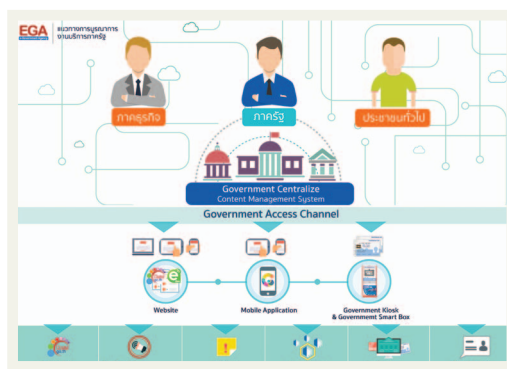 EGA
แนวทางการบูรณาการ
งานบริการภาครัฐ
ภาคธุรกิจ
ภาครัฐ
ประชาชนทั่วไป
Government Centralize
Content Management System
Government Access Channel
Website
Mobile Application
Government Kiosk
& Government Smart Box